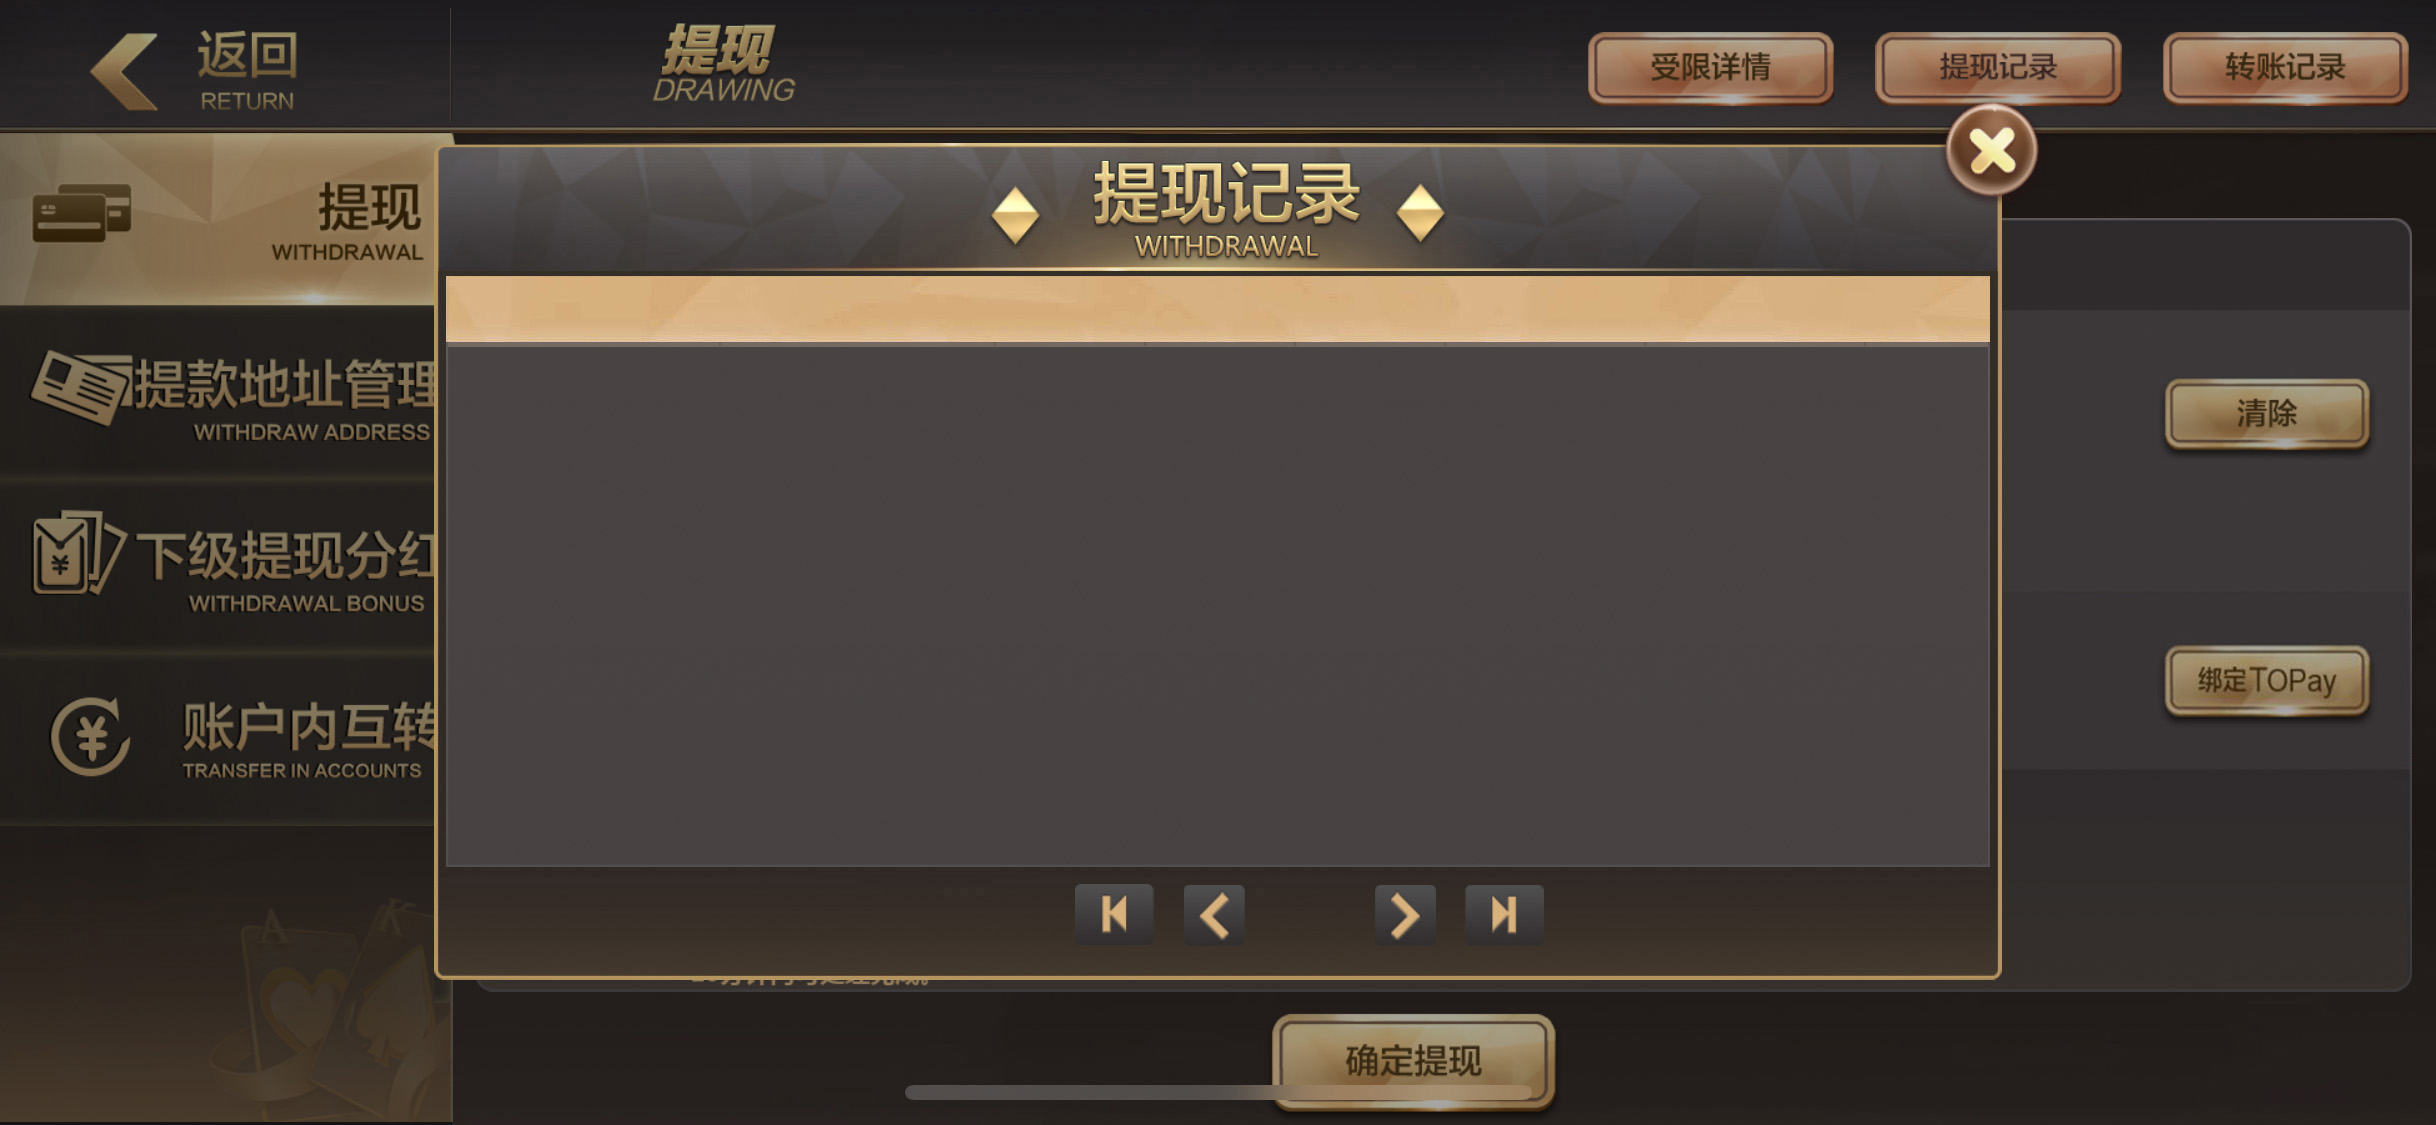 返回
RETURN
提现
DRAWING
受限详情
提现记录
转账记录
提现
WITHDRAWAL
提款地址管理
WITHDRAW ADDRESS
下级提现分红
WITHDRAWAL BONUS
账户内互转
TRANSFER IN ACCOUNTS
提现记录
WITHDRAWAL
清除
绑定TOPay
确定提现